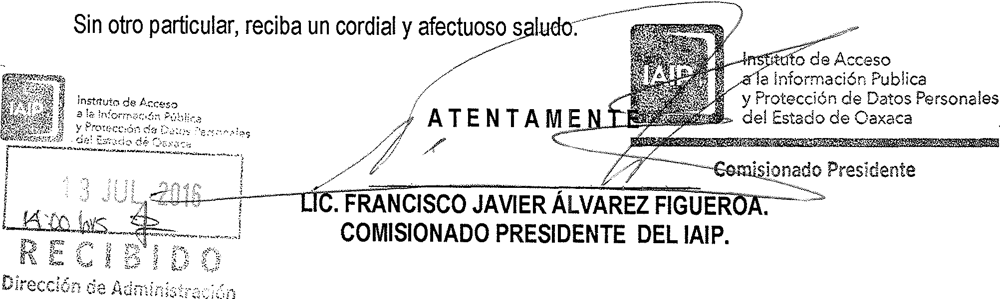 Sin otro particular, reciba un cordial y afectuoso saludo.
IAIP
Instituto de Acceso
a la Información Publica
y Protección de Datos Personales
del Estado de Oaxaca
Comisionado Presidente
IAIP
Instituto de Acceso
a la Información Pública
y Protección de Datos Personales
del Estado de Oaxaca
13 JUL 2016
14:00 hrs
RECIBIDO
Dirección de Administración
ATENTAMENTE
LIC. FRANCISCO JAVIER ÁLVAREZ FIGUEROA.
COMISIONADO PRESIDENTE DEL IAIP.